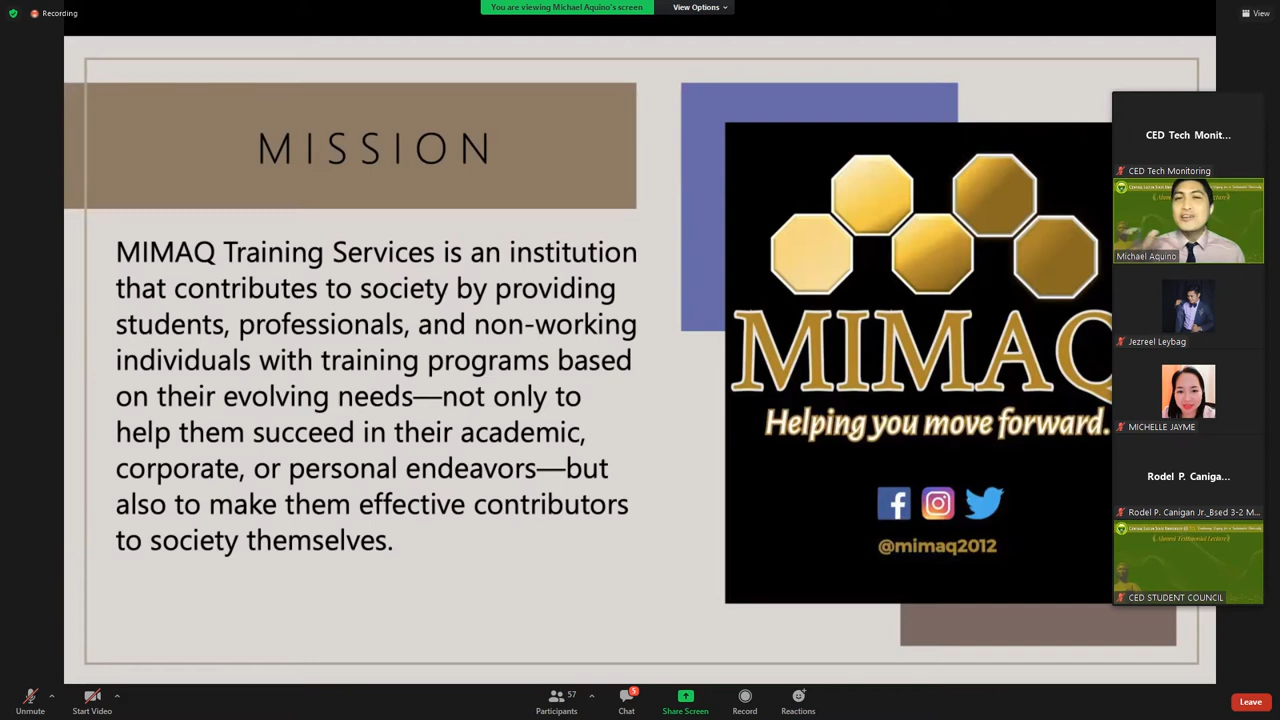 Recording
You are viewing Michael Aquino's screen
View Options
View
MISSION
MIMAQ Training Services is an institution
that contributes to society by providing
students, professionals, and non-working
individuals with training programs based
on their evolving needs—not only to
help them succeed in their academic,
corporate, or personal endeavors—but
also to make them effective contributors
to society themselves.
MIMAQ
Helping you move forward.
@mimaq2012
CED Tech Monit...
CED Tech Monitoring
Michael Aquino
Jezreel Leybag
MICHELLE JAYME
Rodel P. Caniga...
Rodel P. Canigan Jr._Bsed 3-2 M...
Alumni Testimonial Lecture
CED STUDENT COUNCIL
Unmute
Start Video
Participants
57
Chat
5
Share Screen
Record
Reactions
Leave